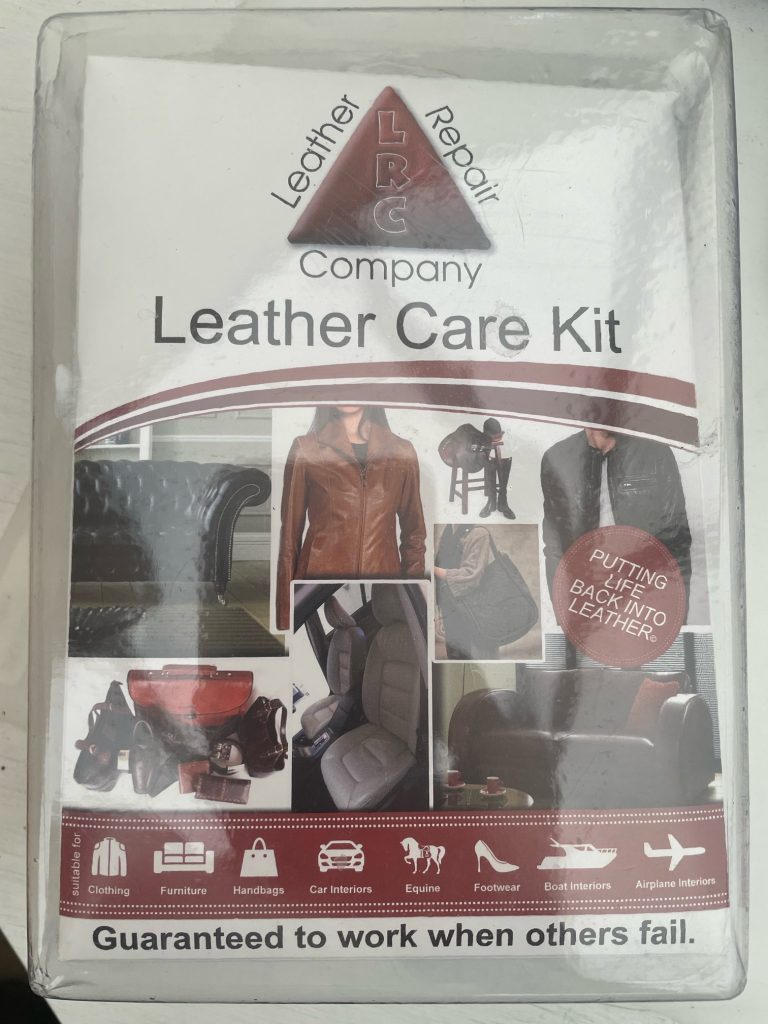 Leather Repair
LRC
Company
Leather Care Kit
PUTTING
LIFE
BACK INTO
LEATHER©
suitable for
Clothing
Furniture
Handbags
Car Interiors
Equine
Footwear
Boat Interiors
Airplane Interiors
Guaranteed to work when others fail.